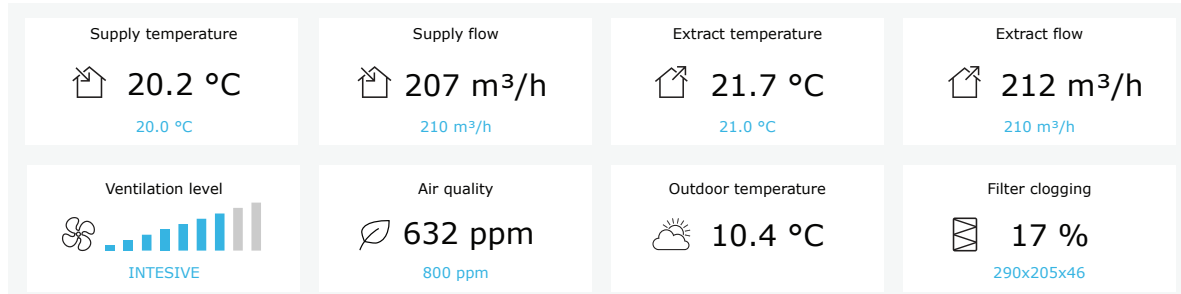 Supply temperature
20.2 °C
20.0 °C
Supply flow
207 m³/h
210 m³/h
Extract temperature
21.7 °C
21.0 °C
Extract flow
212 m³/h
210 m³/h
Ventilation level
INTESIVE
Air quality
632 ppm
800 ppm
Outdoor temperature
10.4 °C
Filter clogging
17 %
290x205x46